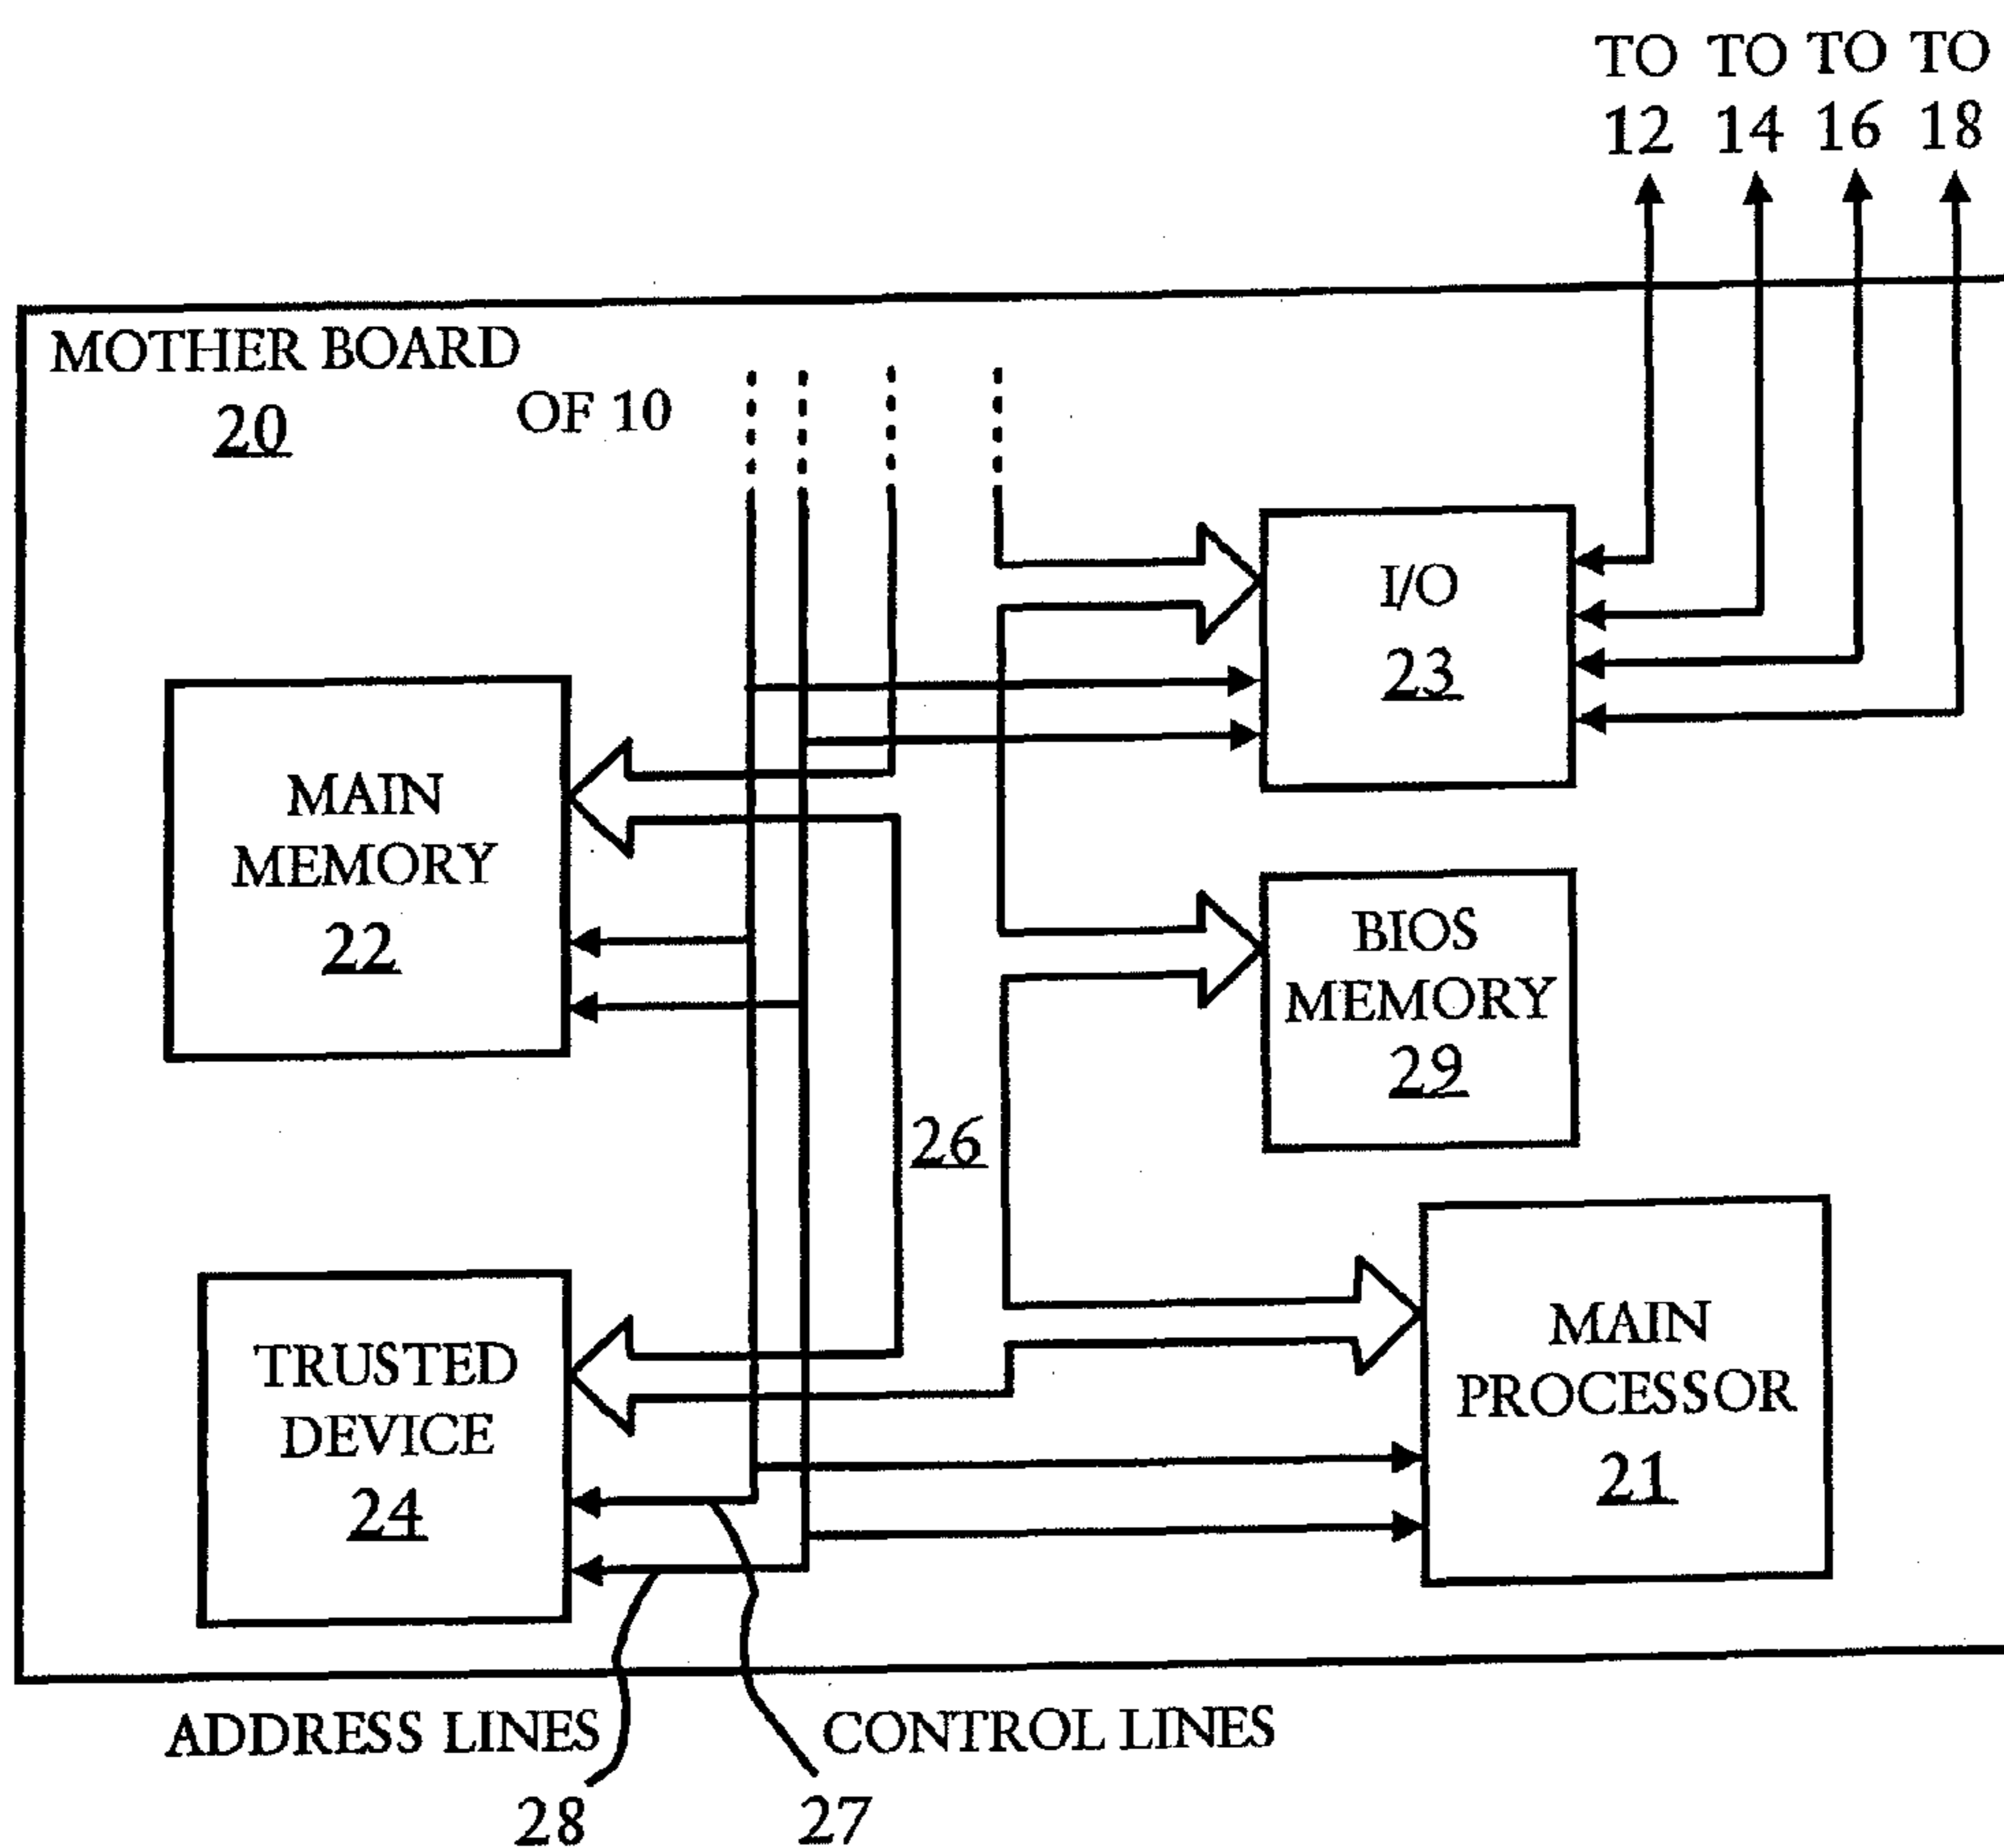 TO TO TO TO
12 14 16 18
MOTHER BOARD
20 OF 10
I/O
23
MAIN
MEMORY
22
BIOS
MEMORY
29
26
TRUSTED
DEVICE
24
MAIN
PROCESSOR
21
ADDRESS LINES
28
CONTROL LINES
27